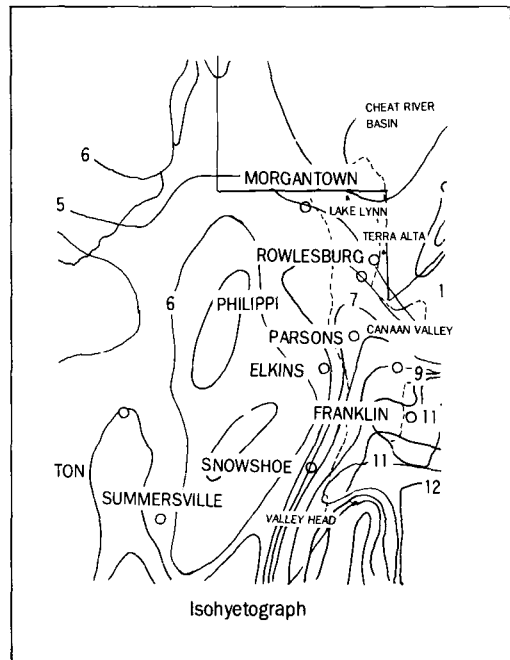 CHEAT RIVER
BASIN
6
MORGANTOWN
5
LAKE LYNN
TERRA ALTA
ROWLESBURG
1
6
PHILIPPI
7
CANAAN VALLEY
PARSONS
ELKINS
9
FRANKLIN
11
SNOWSHOE
11
TON
12
SUMMERSVILLE
VALLEY HEAD
Isohyetograph